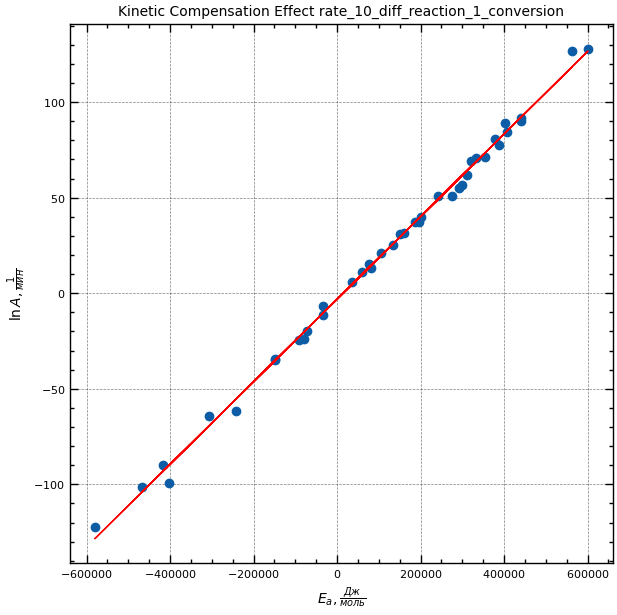 Kinetic Compensation Effect rate_10_diff_reaction_1_conversion
100
50
0
−50
−100
ln A, 1/мин
−600000 −400000 −200000 0 200000 400000 600000
E_a, Дж/моль